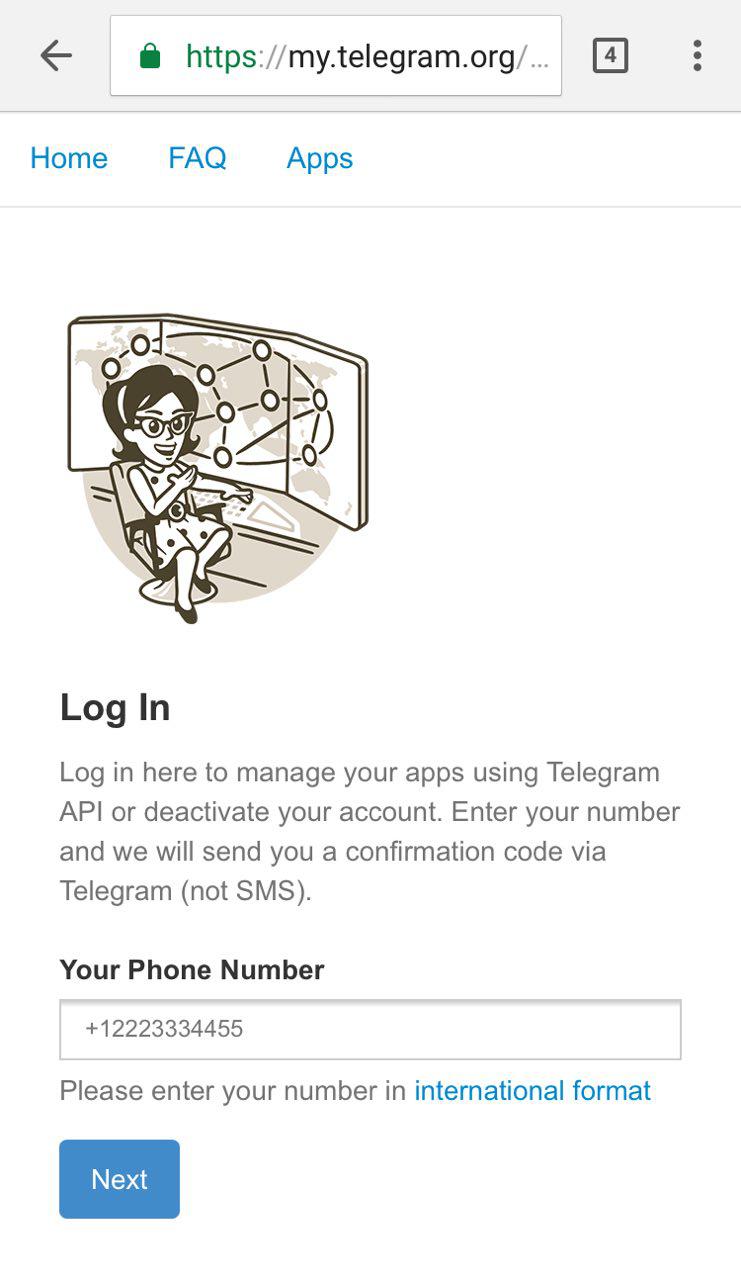 https://my.telegram.org/...
4
Home FAQ Apps
Log In
Log in here to manage your apps using Telegram
API or deactivate your account. Enter your number
and we will send you a confirmation code via
Telegram (not SMS).
Your Phone Number
+12223334455
Please enter your number in international format
Next